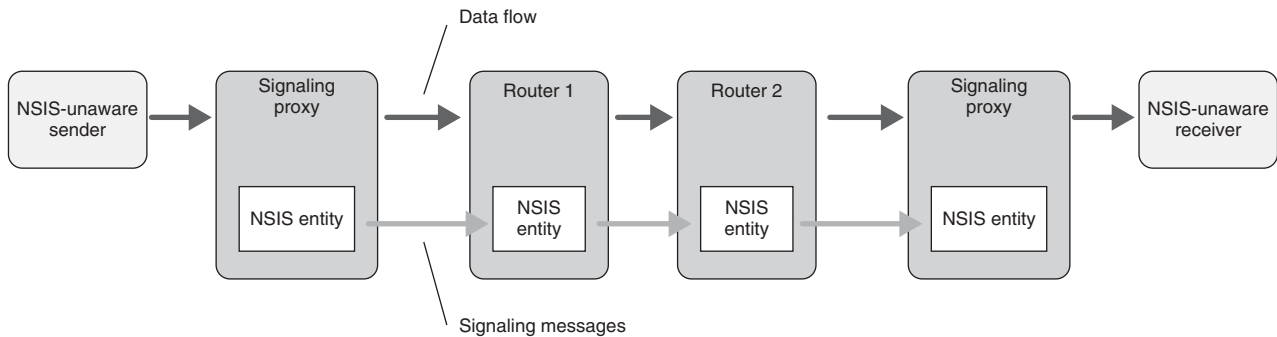 Data flow
NSIS-unaware
sender
Signaling
proxy
Router 1
Router 2
Signaling
proxy
NSIS-unaware
receiver
NSIS entity
NSIS
entity
NSIS
entity
NSIS entity
Signaling messages